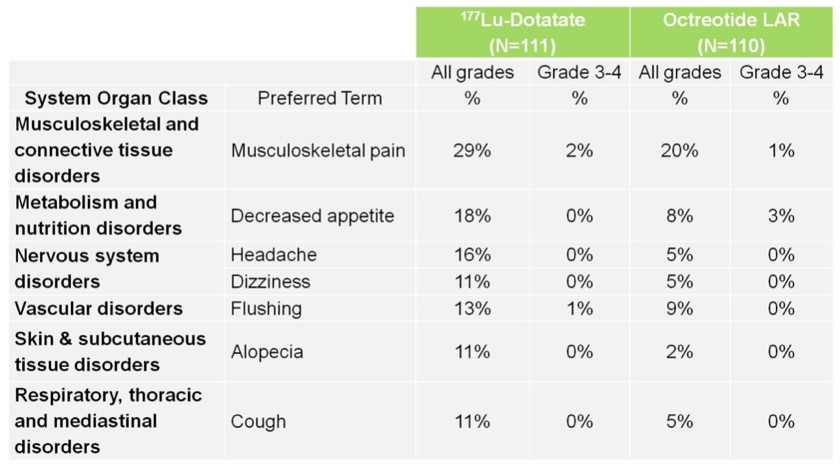 ¹⁷⁷Lu-Dotatate Octreotide LAR
(N=111) (N=110)
All grades Grade 3-4 All grades Grade 3-4
System Organ Class Preferred Term % % % %
Musculoskeletal and
connective tissue Musculoskeletal pain 29% 2% 20% 1%
disorders
Metabolism and
nutrition disorders Decreased appetite 18% 0% 8% 3%
Nervous system Headache 16% 0% 5% 0%
disorders Dizziness 11% 0% 5% 0%
Vascular disorders Flushing 13% 1% 9% 0%
Skin & subcutaneous
tissue disorders Alopecia 11% 0% 2% 0%
Respiratory, thoracic
and mediastinal Cough 11% 0% 5% 0%
disorders